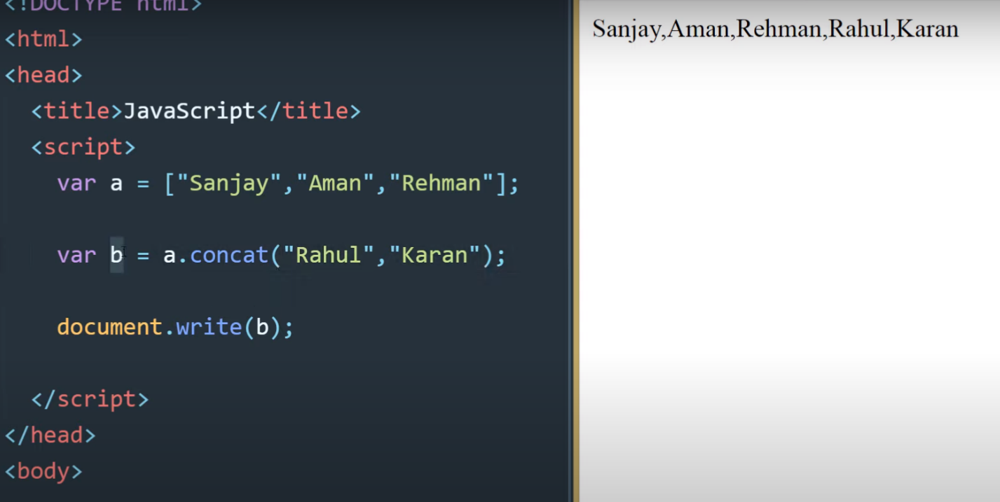 <!DOCTYPE html>
<html>
<head>
<title>JavaScript</title>
<script>
var a = ["Sanjay","Aman","Rehman"];
var b = a.concat("Rahul","Karan");
document.write(b);
</script>
</head>
<body>
Sanjay,Aman,Rehman,Rahul,Karan